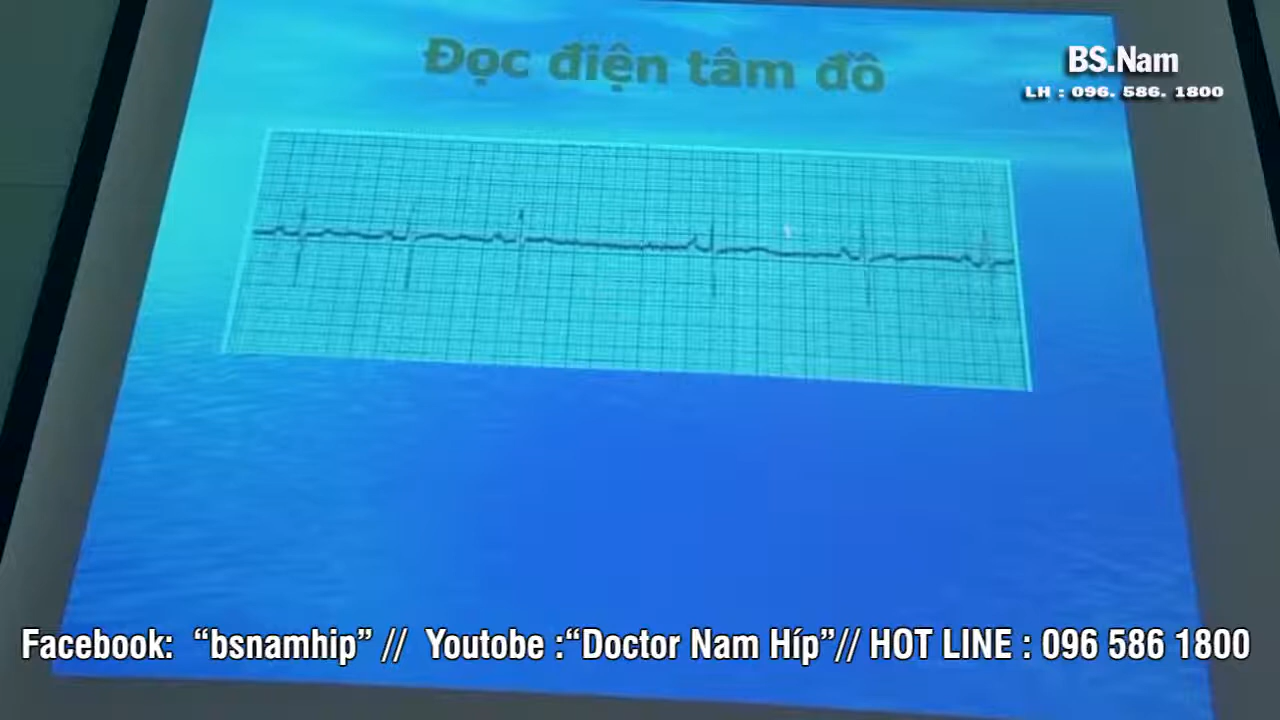 Đọc điện tâm đồ
BS.Nam
LH : 096. 586. 1800
Facebook: “bsnamhip” // Youtobe :“Doctor Nam Híp”// HOT LINE : 096 586 1800